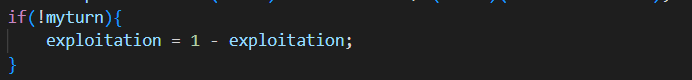 if(!myturn){
    exploitation = 1 - exploitation;
}